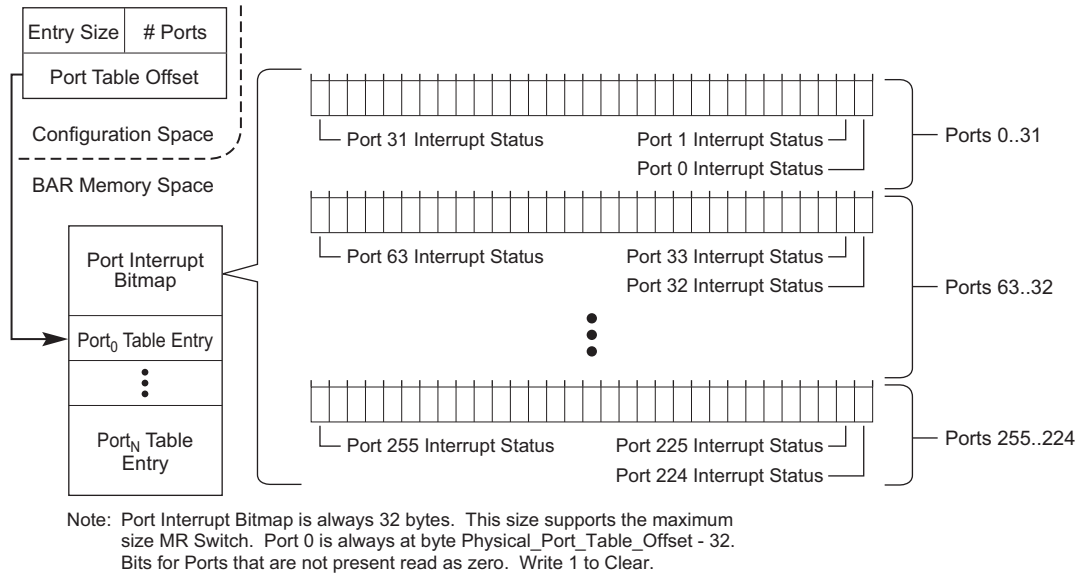 Entry Size
# Ports
Port Table Offset
Configuration Space
BAR Memory Space
Port Interrupt
Bitmap
Port0 Table Entry
PortN Table
Entry
Port 31 Interrupt Status
Port 1 Interrupt Status
Port 0 Interrupt Status
Ports 0..31
Port 63 Interrupt Status
Port 33 Interrupt Status
Port 32 Interrupt Status
Ports 63..32
Port 255 Interrupt Status
Port 225 Interrupt Status
Port 224 Interrupt Status
Ports 255..224
Note: Port Interrupt Bitmap is always 32 bytes. This size supports the maximum
size MR Switch. Port 0 is always at byte Physical_Port_Table_Offset - 32.
Bits for Ports that are not present read as zero. Write 1 to Clear.